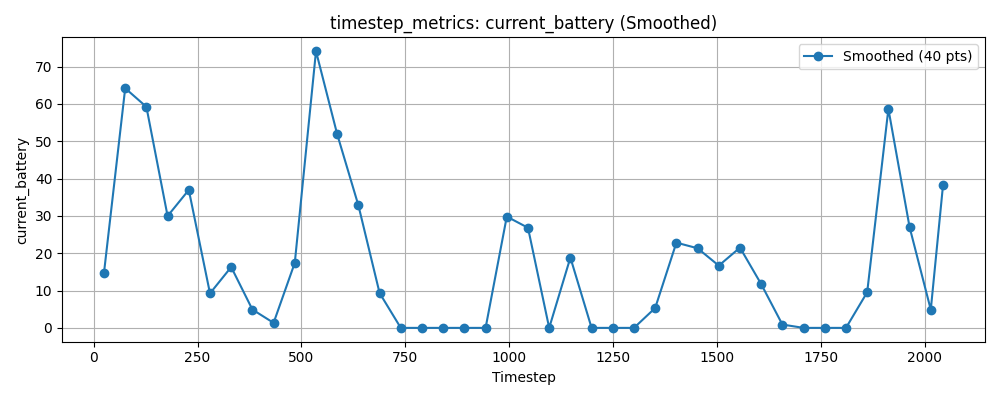 timestep_metrics: current_battery (Smoothed)
Smoothed (40 pts)
current_battery
70
60
50
40
30
20
10
0
0 250 500 750 1000 1250 1500 1750 2000
Timestep